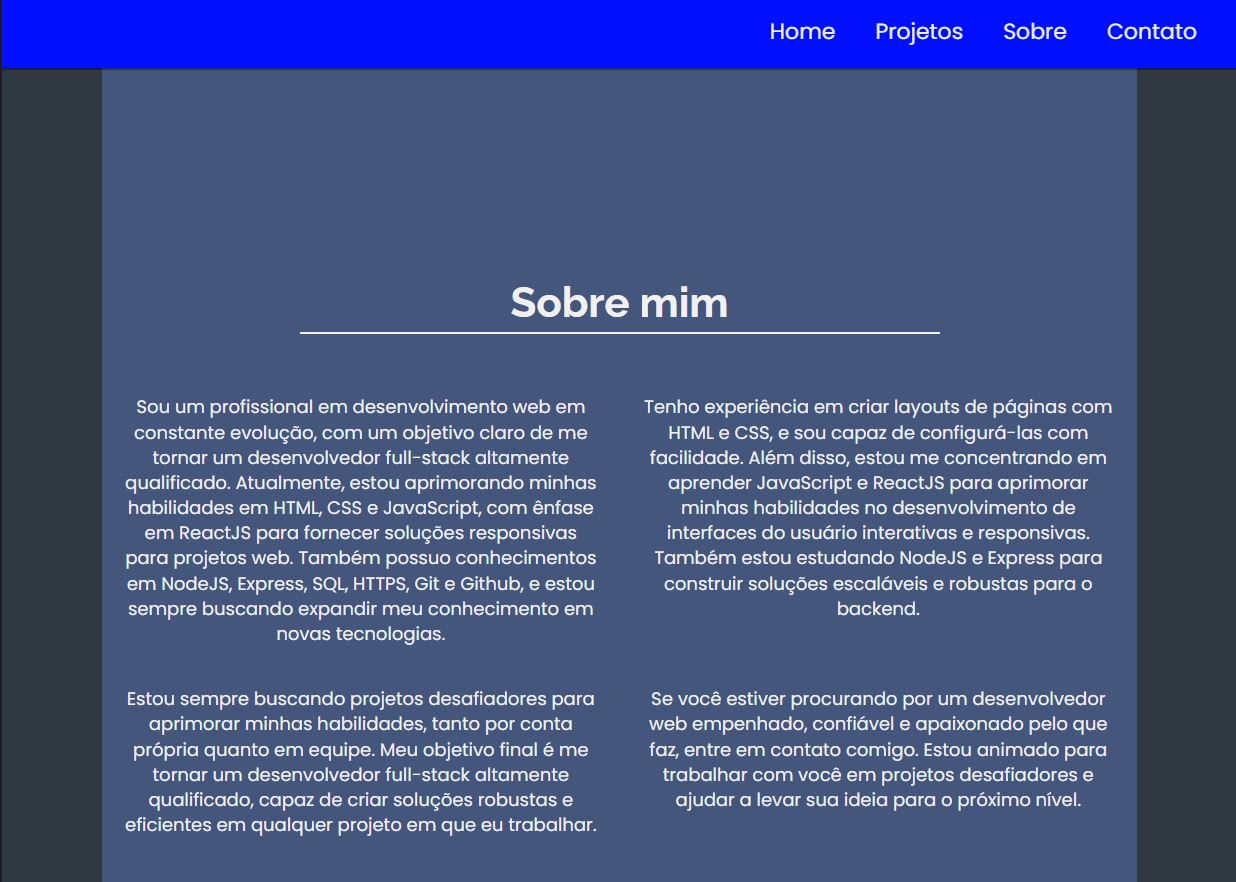 Home Projetos Sobre Contato
Sobre mim
Sou um profissional em desenvolvimento web em
constante evolução, com um objetivo claro de me
tornar um desenvolvedor full-stack altamente
qualificado. Atualmente, estou aprimorando minhas
habilidades em HTML, CSS e JavaScript, com ênfase
em ReactJS para fornecer soluções responsivas
para projetos web. Também possuo conhecimentos
em NodeJS, Express, SQL, HTTPS, Git e Github, e estou
sempre buscando expandir meu conhecimento em
novas tecnologias.
Tenho experiência em criar layouts de páginas com
HTML e CSS, e sou capaz de configurá-las com
facilidade. Além disso, estou me concentrando em
aprender JavaScript e ReactJS para aprimorar
minhas habilidades no desenvolvimento de
interfaces do usuário interativas e responsivas.
Também estou estudando NodeJS e Express para
construir soluções escaláveis e robustas para o
backend.
Estou sempre buscando projetos desafiadores para
aprimorar minhas habilidades, tanto por conta
própria quanto em equipe. Meu objetivo final é me
tornar um desenvolvedor full-stack altamente
qualificado, capaz de criar soluções robustas e
eficientes em qualquer projeto em que eu trabalhar.
Se você estiver procurando por um desenvolvedor
web empenhado, confiável e apaixonado pelo que
faz, entre em contato comigo. Estou animado para
trabalhar com você em projetos desafiadores e
ajudar a levar sua ideia para o próximo nível.